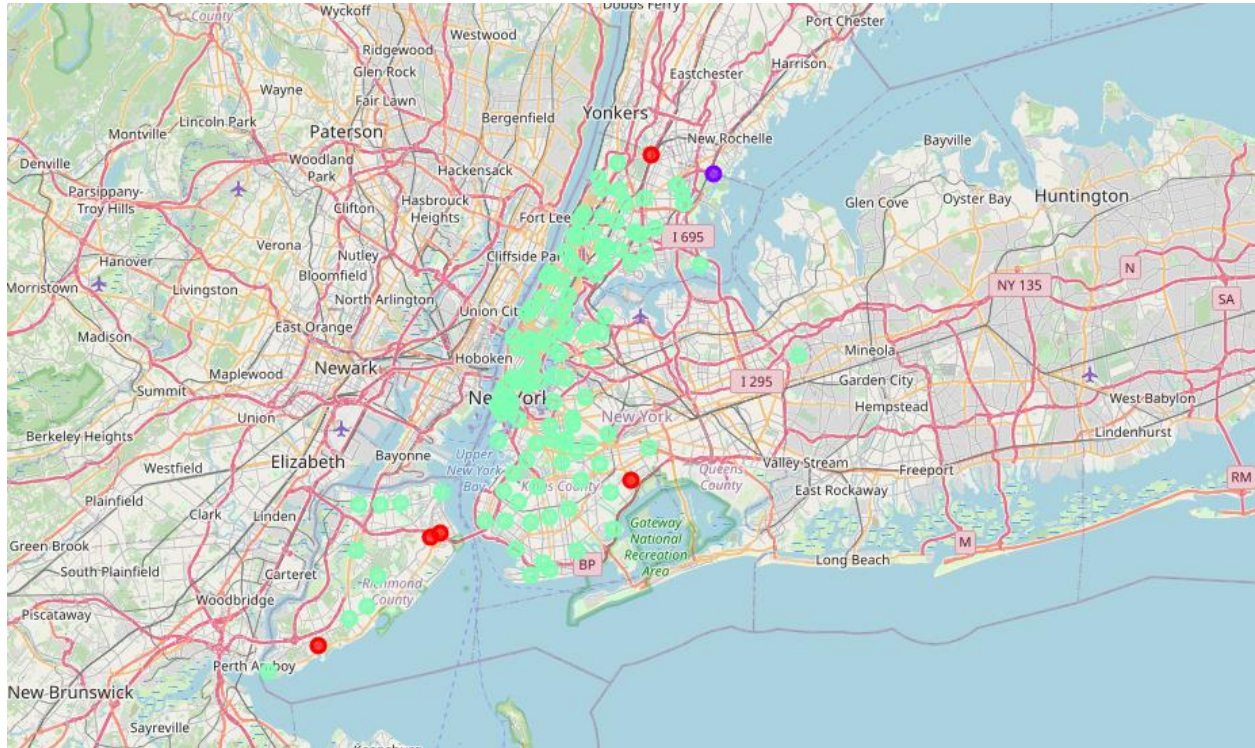 County
Wyckoff
Westwood
Dobbs Ferry
Port Chester
Ridgewood
Glen Rock
Eastchester
Harrison
Wayne
Fair Lawn
Lincoln Park
Bergenfield
Yonkers
Montville
Paterson
New Rochelle
Bayville
Denville
Woodland
Park
Hackensack
Parsippany-
Troy Hills
Clifton
Hasbrouck
Heights
Fort Lee
Glen Cove
Oyster Bay
Huntington
Verona
Nutley
I 695
Hanover
Bloomfield
Cliffside Par
N
Morristown
Livingston
North Arlington
NY 135
SA
East Orange
Union Cit
Madison
Maplewood
Newark
Hoboken
Mineola
Summit
I 295
Garden City
West Babylon
Union
New York
New York
Hempstead
Berkeley Heights
Lindenhurst
Elizabeth
Bayonne
Upper
New York
Bay
Valley Stream
Freeport
Westfield
Kings County
Queens
County
RM
Plainfield
Clark
Linden
East Rockaway
Gateway
National
Recreation
Area
Green Brook
M
Long Beach
South Plainfield
Carteret
BP
Richmond
County
Woodbridge
Piscataway
Perth Amboy
New Brunswick
Sayreville